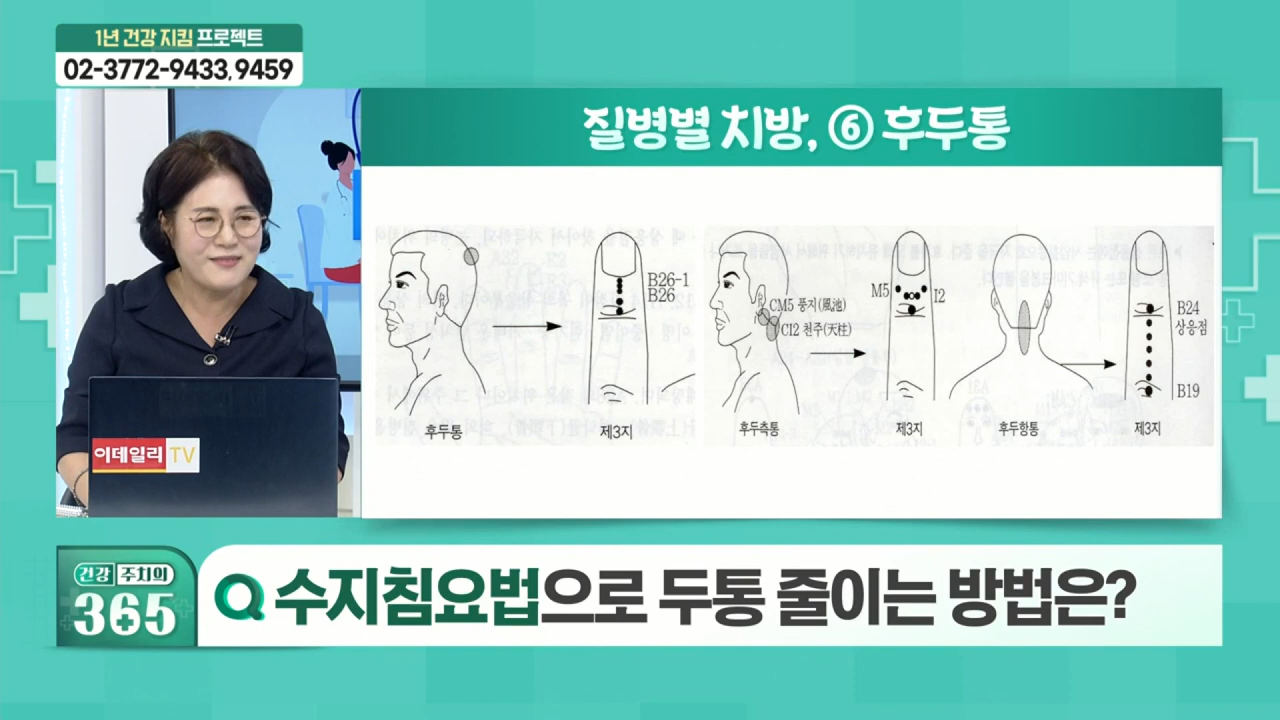 1년 건강 지킴 프로젝트
02-3772-9433, 9459
질병별 치방, ⑥ 후두통
B26-1
B26
후두통
제3지
CM5 풍지(風池)
C12 천주(天柱)
M5
I2
후두측통
제3지
후두항통
B24
상응점
B19
제3지
이데일리 TV
건강 주치의
365
Q 수지침요법으로 두통 줄이는 방법은?